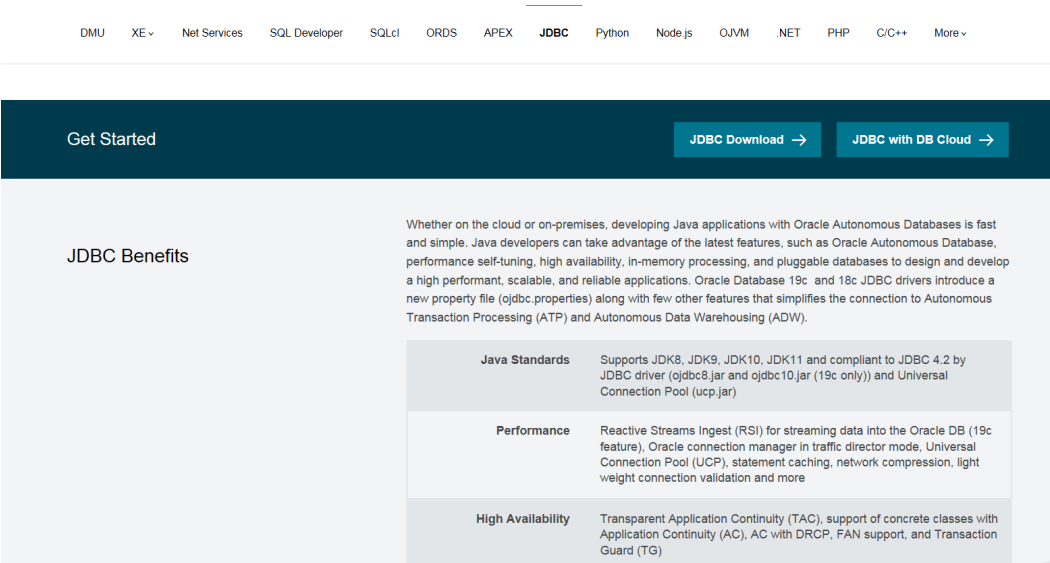 DMU XE Net Services SQL Developer SQLcl ORDS APEX JDBC Python Node.js OJVM .NET PHP C/C++ More
Get Started
JDBC Download →
JDBC with DB Cloud →
JDBC Benefits
Whether on the cloud or on-premises, developing Java applications with Oracle Autonomous Databases is fast
and simple. Java developers can take advantage of the latest features, such as Oracle Autonomous Database,
performance self-tuning, high availability, in-memory processing, and pluggable databases to design and develop
a high performant, scalable, and reliable applications. Oracle Database 19c and 18c JDBC drivers introduce a
new property file (ojdbc.properties) along with few other features that simplifies the connection to Autonomous
Transaction Processing (ATP) and Autonomous Data Warehousing (ADW).
Java Standards
Supports JDK8, JDK9, JDK10, JDK11 and compliant to JDBC 4.2 by
JDBC driver (ojdbc8.jar and ojdbc10.jar (19c only)) and Universal
Connection Pool (ucp.jar)
Performance
Reactive Streams Ingest (RSI) for streaming data into the Oracle DB (19c
feature), Oracle connection manager in traffic director mode, Universal
Connection Pool (UCP), statement caching, network compression, light
weight connection validation and more
High Availability
Transparent Application Continuity (TAC), support of concrete classes with
Application Continuity (AC), AC with DRCP, FAN support, and Transaction
Guard (TG)